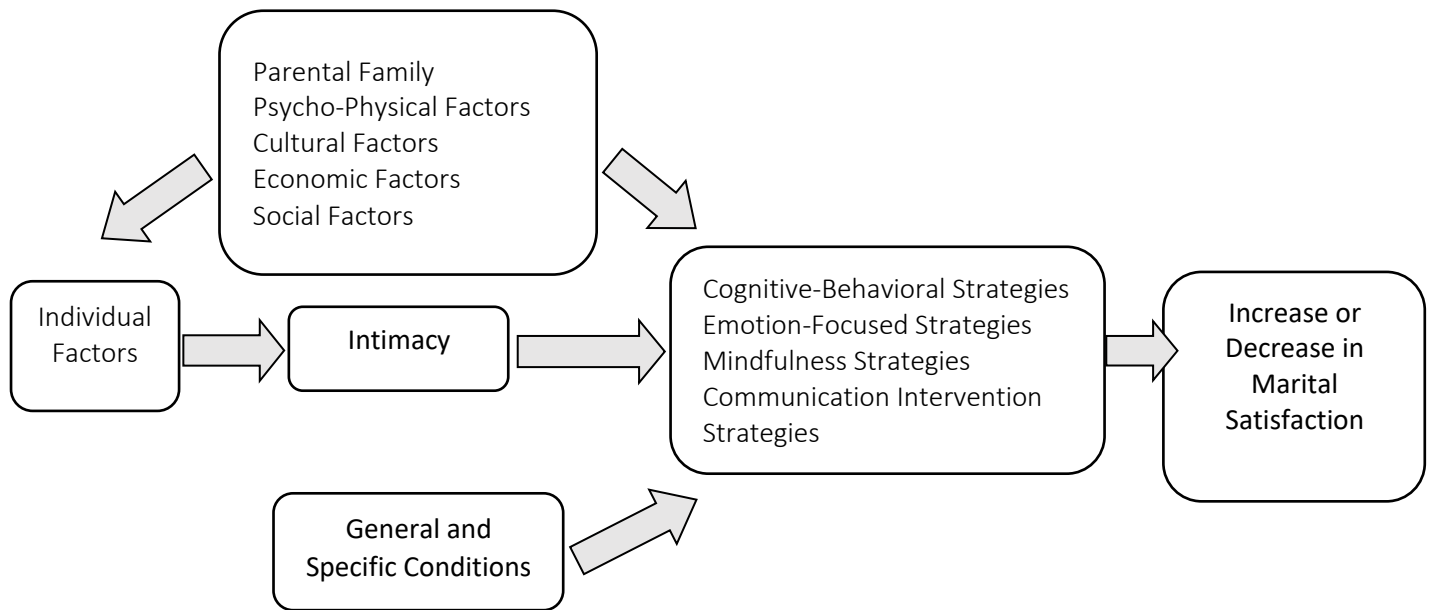 Parental Family
Psycho-Physical Factors
Cultural Factors
Economic Factors
Social Factors
Individual
Factors
Intimacy
Cognitive-Behavioral Strategies
Emotion-Focused Strategies
Mindfulness Strategies
Communication Intervention
Strategies
Increase or
Decrease in
Marital
Satisfaction
General and
Specific Conditions